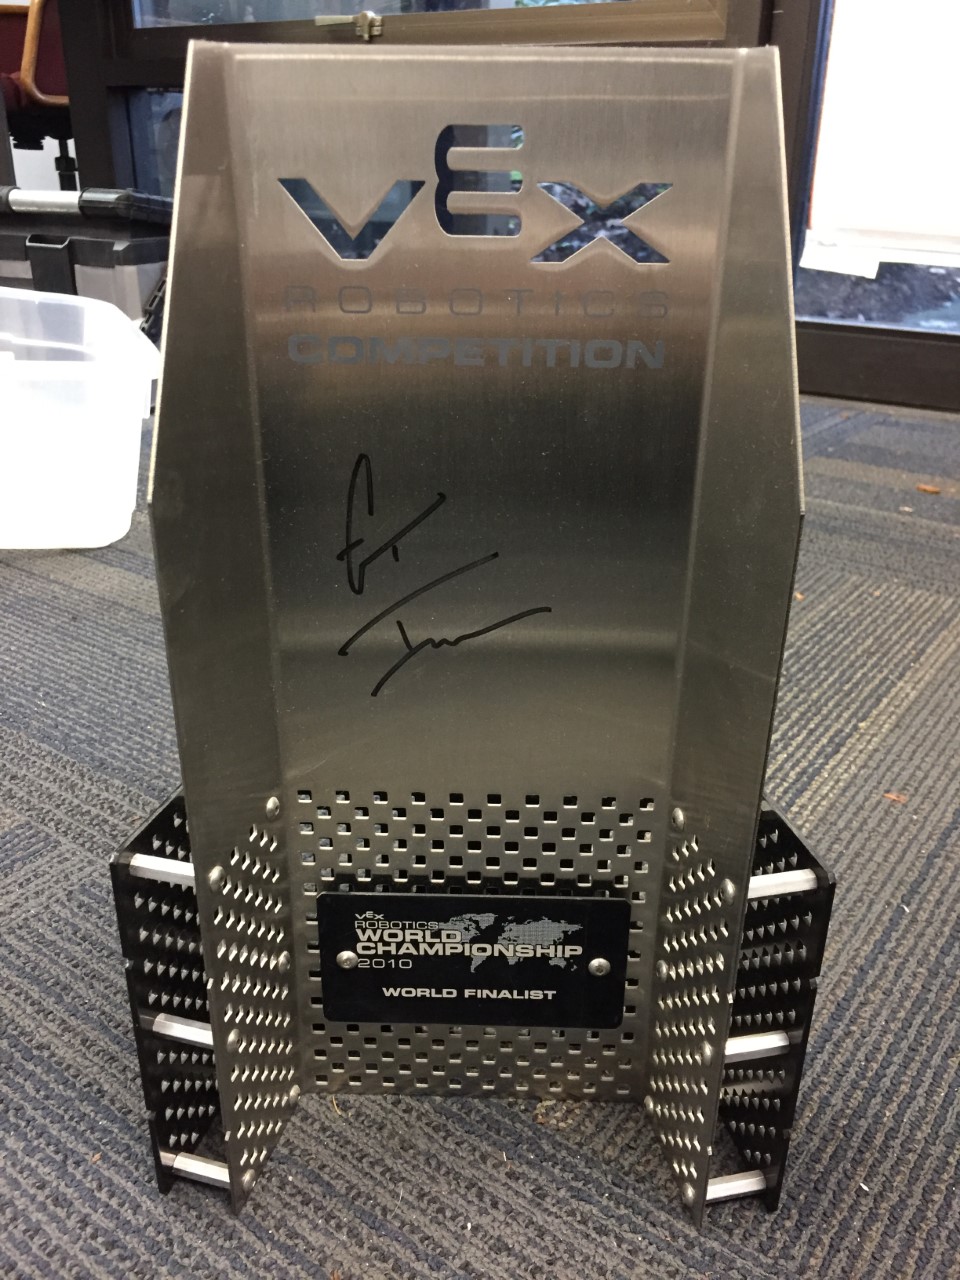 vEx
ROBOTICS
COMPETITION
vEx
ROBOTICS
WORLD
CHAMPIONSHIP
2010
WORLD FINALIST